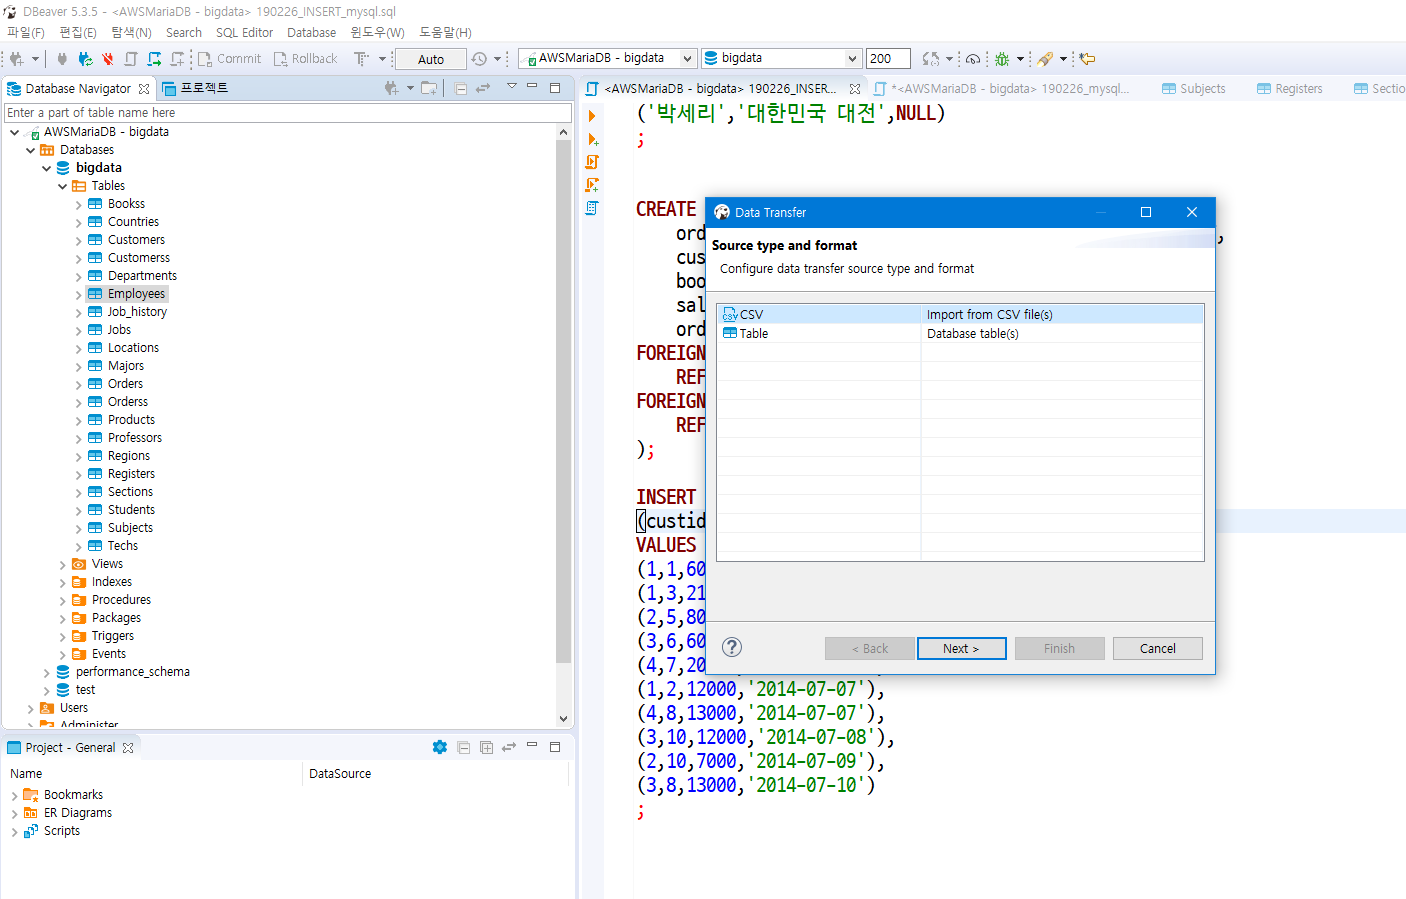 DBeaver 5.3.5 - <AWSMariaDB - bigdata> 190226_INSERT_mysql.sql
파일(F) 편집(E) 탐색(N) Search SQL Editor Database 윈도우(W) 도움말(H)
Commit Rollback Auto AWSMariaDB - bigdata bigdata 200
Database Navigator 프로젝트
Enter a part of table name here
AWSMariaDB - bigdata
Databases
bigdata
Tables
Bookss
Countries
Customers
Customerss
Departments
Employees
Job_history
Jobs
Locations
Majors
Orders
Orderss
Products
Professors
Regions
Registers
Sections
Students
Subjects
Techs
Views
Indexes
Procedures
Packages
Triggers
Events
performance_schema
test
Users
Administer
Project - General
Name DataSource
Bookmarks
ER Diagrams
Scripts
<AWSMariaDB - bigdata> 190226_INSER... *<AWSMariaDB - bigdata> 190226_mysql... Subjects Registers Sectio
('박세리','대한민국 대전',NULL)
;
CREATE
ord ,
cus
boo
sal
ord
FOREIGN
REF
FOREIGN
REF
);
INSERT
(custid
VALUES
(1,1,60
(1,3,21
(2,5,80
(3,6,60
(4,7,20
(1,2,12000,'2014-07-07'),
(4,8,13000,'2014-07-07'),
(3,10,12000,'2014-07-08'),
(2,10,7000,'2014-07-09'),
(3,8,13000,'2014-07-10')
;
Data Transfer
Source type and format
Configure data transfer source type and format
CSV Import from CSV file(s)
Table Database table(s)
? < Back Next > Finish Cancel